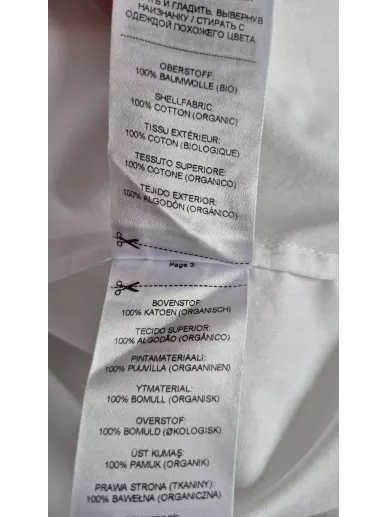 И ГЛАДИТЬ, ВЫВЕРНУВ
НАИЗНАНКУ / СТИРАТЬ С
ОДЕЖДОЙ ПОХОЖЕГО ЦВЕТА
OBERSTOFF:
100% BAUMWOLLE (BIO)
SHELLFABRIC:
100% COTTON (ORGANIC)
TISSU EXTÉRIEUR:
100% COTON (BIOLOGIQUE)
TESSUTO SUPERIORE:
100% COTONE (ORGANICO)
TEJIDO EXTERIOR:
100% ALGODÓN (ORGÁNICO)
Page 3
BOVENSTOF:
100% KATOEN (ORGANISCH)
TECIDO SUPERIOR:
100% ALGODÃO (ORGÂNICO)
PINTAMATERIAALI:
100% PUUVILLA (ORGAANINEN)
YTMATERIAL:
100% BOMULL (ORGANISK)
OVERSTOF:
100% BOMULD (ØKOLOGISK)
ÜST KUMAŞ:
100% PAMUK (ORGANIK)
PRAWA STRONA (TKANINY):
100% BAWEŁNA (ORGANICZNA)